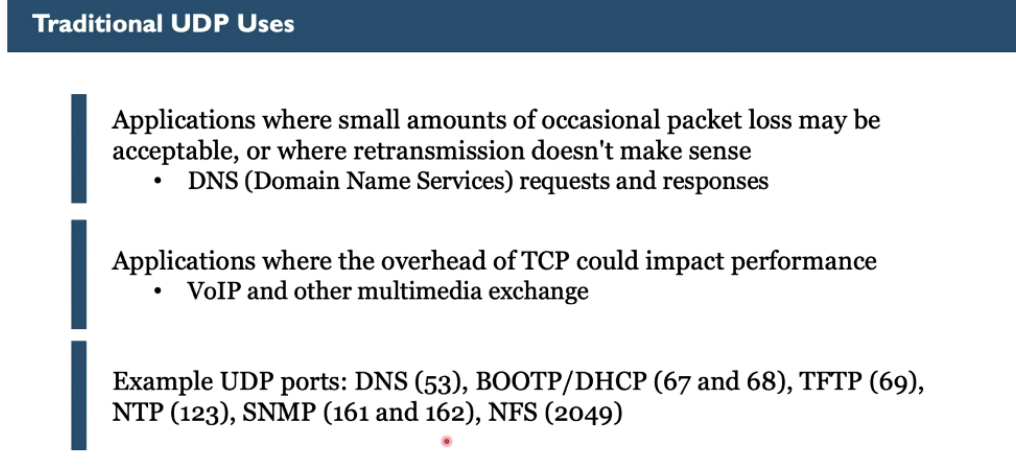 Traditional UDP Uses
Applications where small amounts of occasional packet loss may be
acceptable, or where retransmission doesn't make sense
• DNS (Domain Name Services) requests and responses
Applications where the overhead of TCP could impact performance
• VoIP and other multimedia exchange
Example UDP ports: DNS (53), BOOTP/DHCP (67 and 68), TFTP (69),
NTP (123), SNMP (161 and 162), NFS (2049)